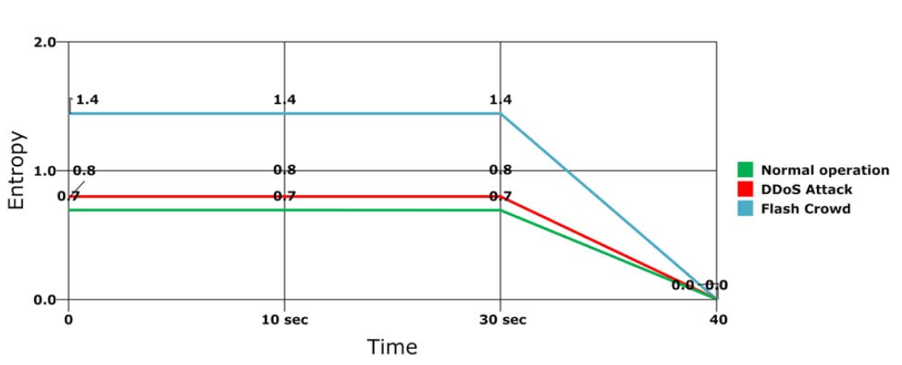 2.0
1.4 1.4 1.4
1.0
0.8 0.8 0.8
0.7 0.7 0.7
0.0 0.0
0.0
0 10 sec 30 sec 40
Time
Entropy
Normal operation
DDoS Attack
Flash Crowd